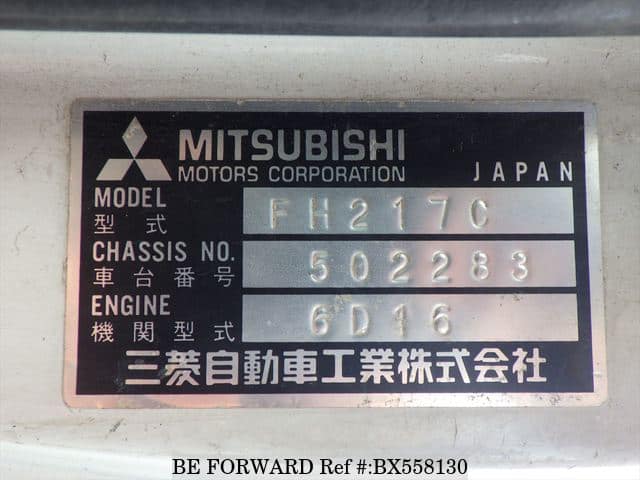 MITSUBISHI
MOTORS CORPORATION JAPAN
MODEL
型式 FH217C
CHASSIS NO.
車台番号 502283
ENGINE
機関型式 6D16
三菱自動車工業株式会社
BE FORWARD Ref #:BX558130